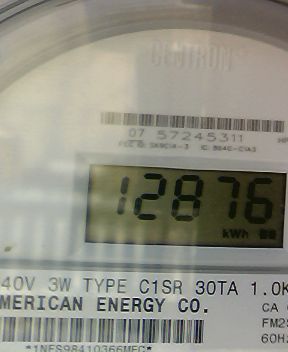 CENTRON
07 57245311
12876
kWh
40V 3W TYPE C1SR 30TA 1.0K
MERICAN ENERGY CO.
CA
FM2S
60HZ